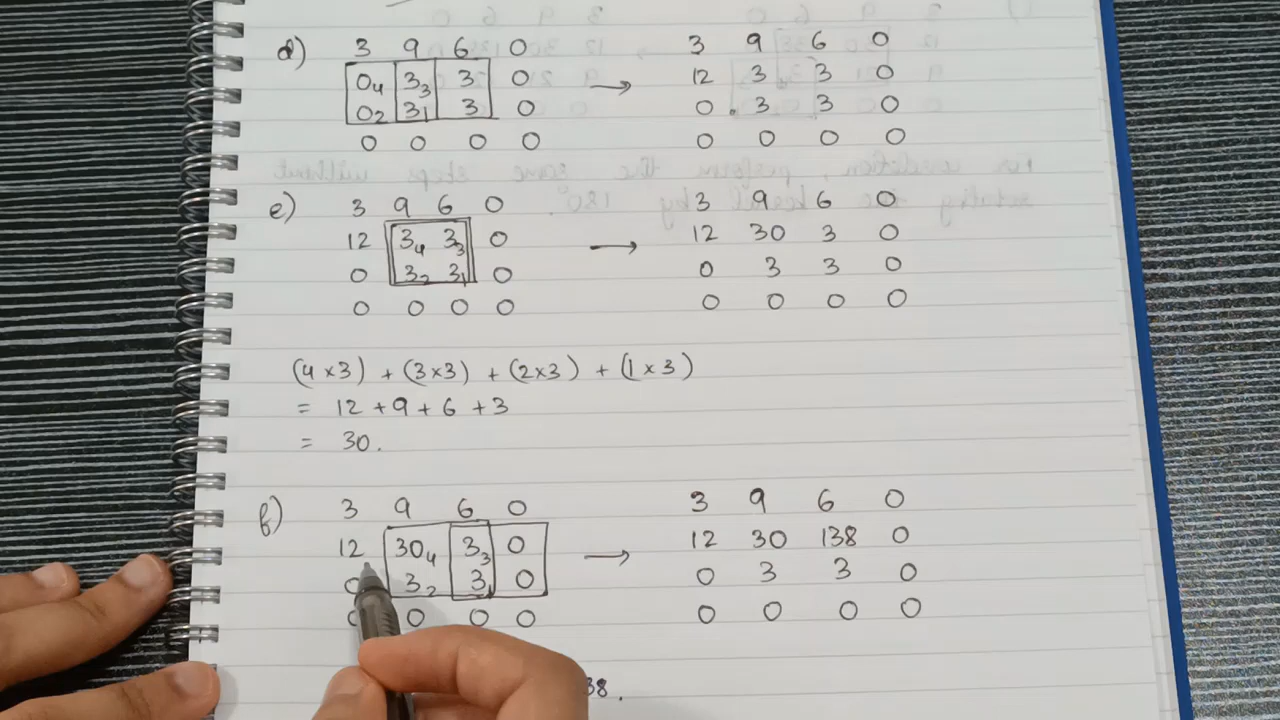 d) 3 9 6 0 3 9 6 0
0₄ 3₃ 3 0 → 12 3 3 0
0₂ 3₁ 3 0 0 3 3 0
0 0 0 0 0 0 0 0
e) 3 9 6 0 3 9 6 0
12 3₄ 3₃ 0 → 12 30 3 0
0 3₂ 3₁ 0 0 3 3 0
0 0 0 0 0 0 0 0
(4 x 3) + (3 x 3) + (2 x 3) + (1 x 3)
= 12 + 9 + 6 + 3
= 30.
f) 3 9 6 0 3 9 6 0
12 30₄ 3₃ 0 → 12 30 138 0
0 3₂ 3₁ 0 0 3 3 0
0 0 0 0 0 0 0 0
38.